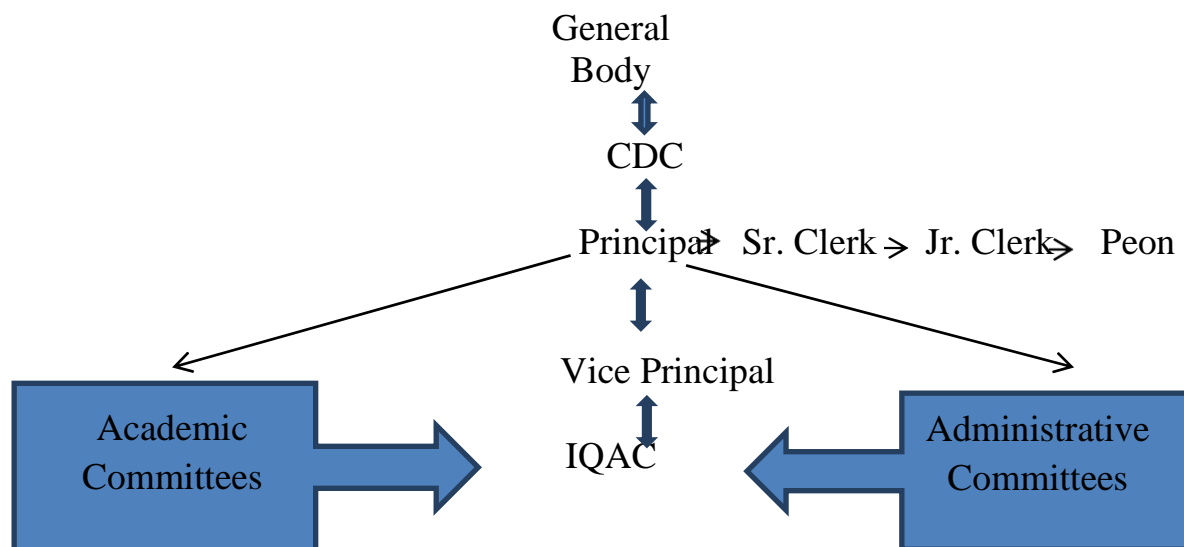 General
Body
CDC
Principal Sr. Clerk Jr. Clerk Peon
Vice Principal
Academic
Committees
IQAC
Administrative
Committees